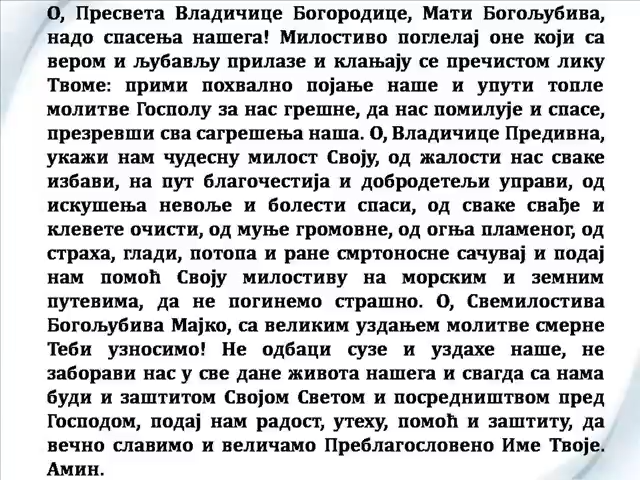 О, Пресвета Владичице Богородице, Мати Богољубива,
надо спасења нашега! Милостиво поглелај оне који са
вером и љубављу прилазе и клањају се пречистом лику
Твоме: прими похвално појање наше и упути топле
молитве Госполу за нас грешне, да нас помилује и спасе,
презревши сва сагрешења наша. О, Владичице Предивна,
укажи нам чудесну милост Своју, од жалости нас сваке
избави, на пут благочестија и добродетељи управи, од
искушења невоље и болести спаси, од сваке свађе и
клевете очисти, од муње громовне, од огња пламеног, од
страха, глади, потопа и ране смртоносне сачувај и подај
нам помоћ Своју милостиву на морским и земним
путевима, да не погинемо страшно. О, Свемилостива
Богољубива Мајко, са великим уздањем молитве смерне
Теби узносимо! Не одбаци сузе и уздахе наше, не
заборави нас у све дане живота нашега и свагда са нама
буди и заштитом Својом Светом и посредништвом пред
Господом, подај нам радост, утеху, помоћ и заштиту, да
вечно славимо и величамо Преблагословено Име Твоје.
Амин.